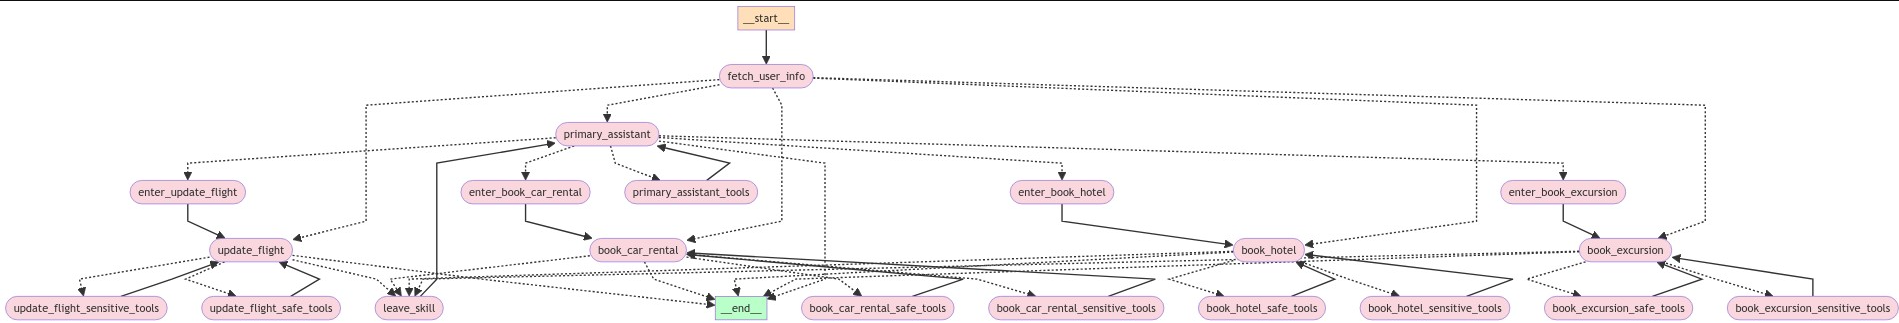 __start__
fetch_user_info
primary_assistant
enter_update_flight
enter_book_car_rental
primary_assistant_tools
enter_book_hotel
enter_book_excursion
update_flight
book_car_rental
book_hotel
book_excursion
update_flight_sensitive_tools
update_flight_safe_tools
leave_skill
__end__
book_car_rental_safe_tools
book_car_rental_sensitive_tools
book_hotel_safe_tools
book_hotel_sensitive_tools
book_excursion_safe_tools
book_excursion_sensitive_tools